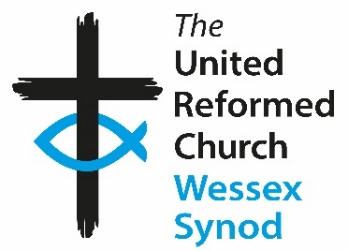 The
United
Reformed
Church
Wessex
Synod